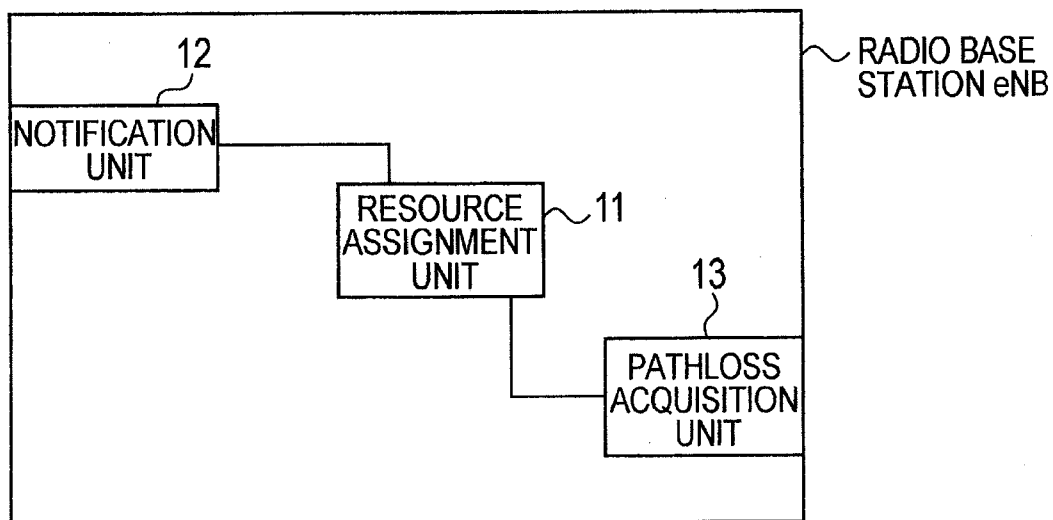 12
RADIO BASE
STATION eNB
NOTIFICATION
UNIT
RESOURCE
ASSIGNMENT
UNIT
11
13
PATHLOSS
ACQUISITION
UNIT